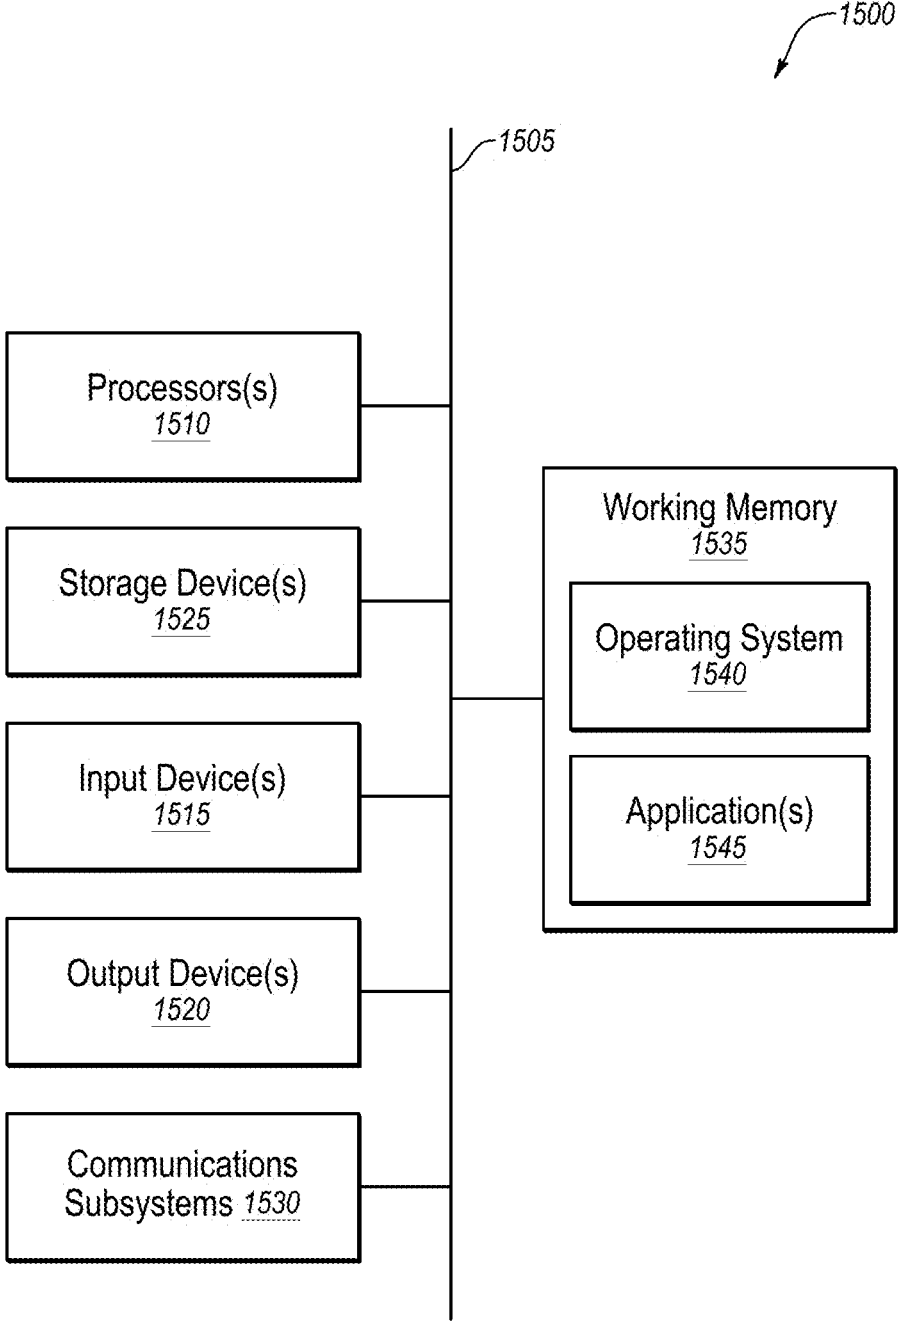 1500
1505
Processors(s)
1510
Storage Device(s)
1525
Input Device(s)
1515
Output Device(s)
1520
Communications
Subsystems 1530
Working Memory
1535
Operating System
1540
Application(s)
1545